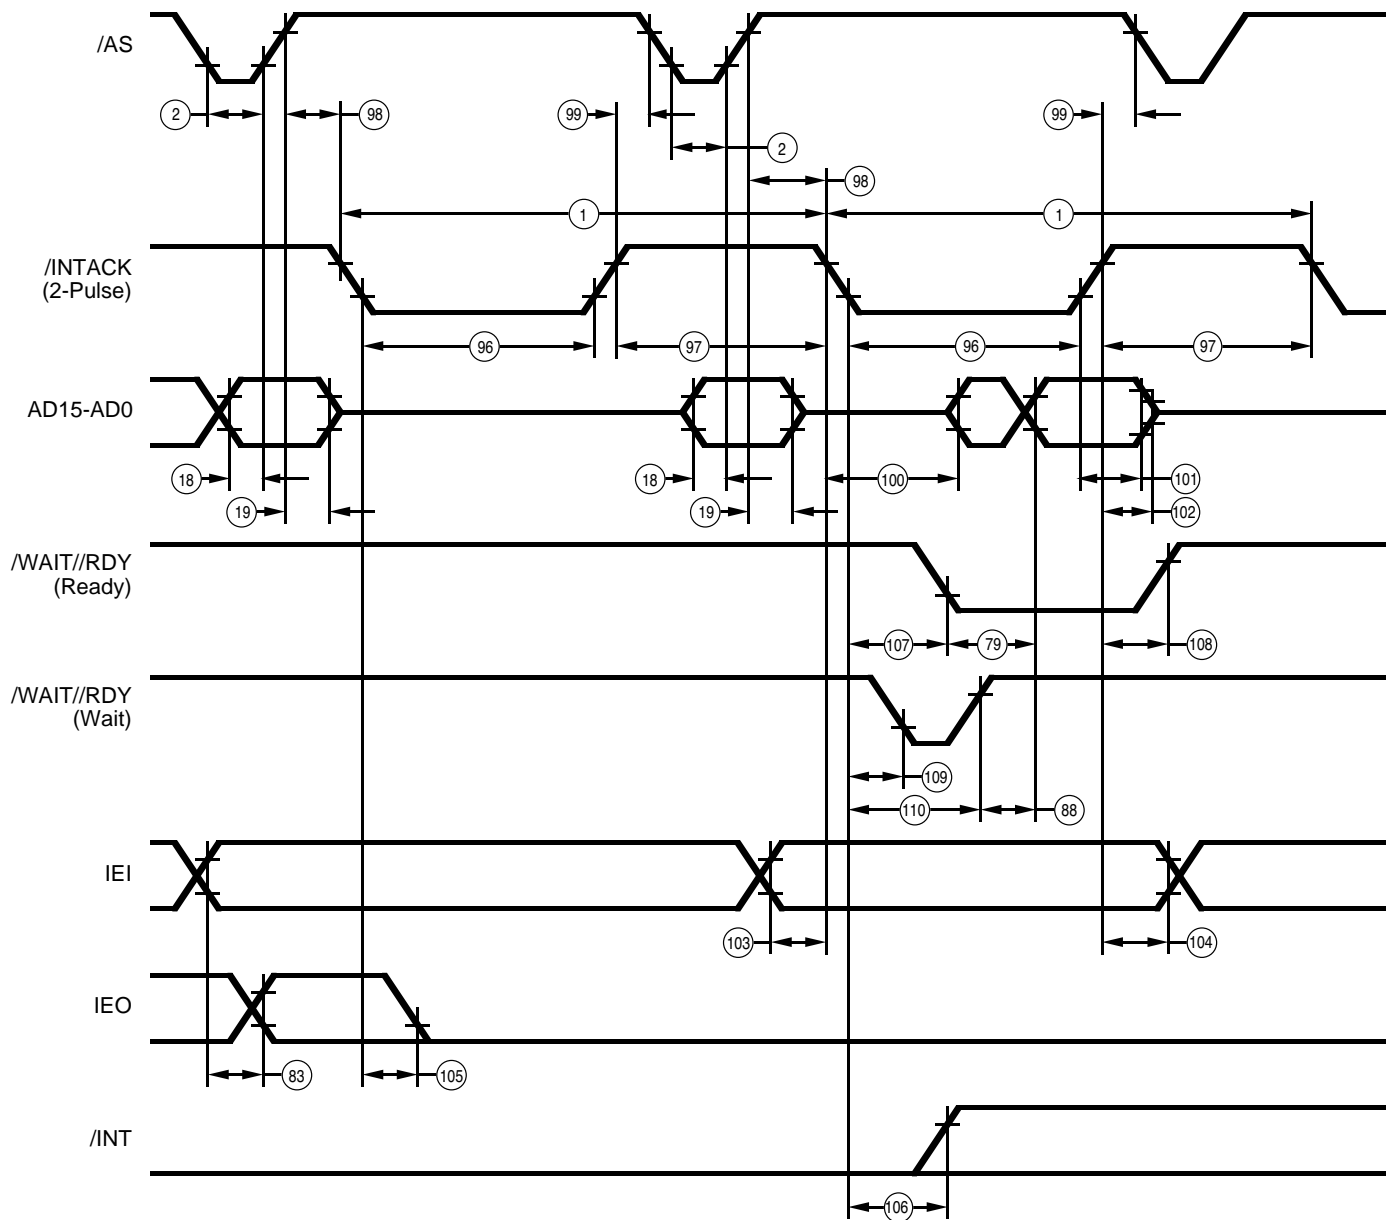 /AS
2
98
99
2
99
98
1
1
/INTACK
(2-Pulse)
96
97
96
97
AD15-AD0
18
18
100
101
19
19
102
/WAIT//RDY
(Ready)
107
79
108
/WAIT//RDY
(Wait)
109
110
88
IEI
103
104
IEO
83
105
/INT
106